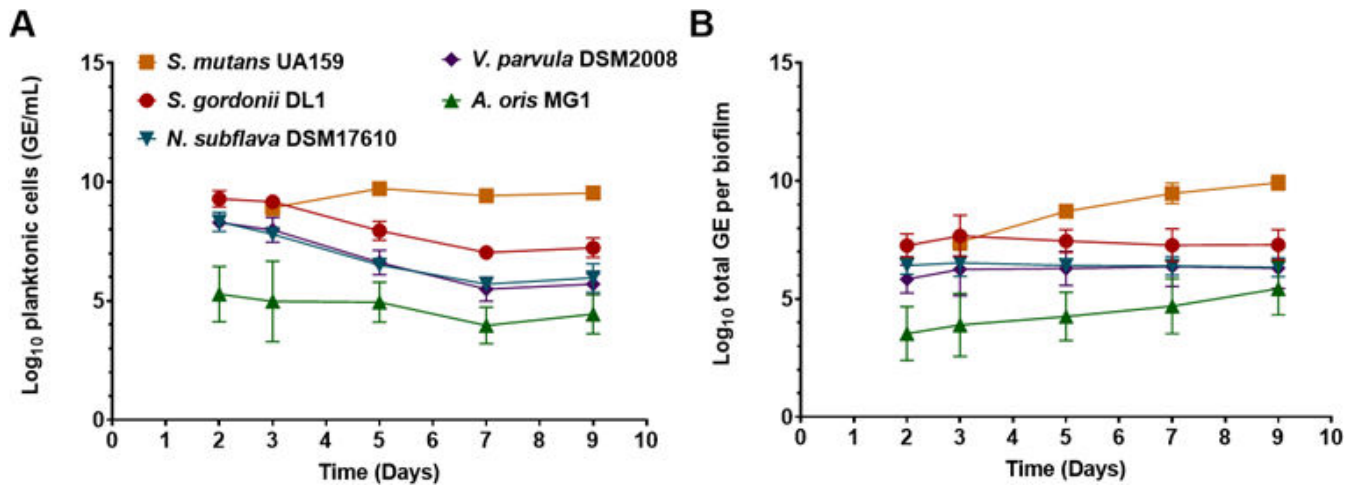 A
Log10 planktonic cells (GE/mL)
15
10
5
0
S. mutans UA159
S. gordonii DL1
N. subflava DSM17610
V. parvula DSM2008
A. oris MG1
0 1 2 3 4 5 6 7 8 9 10
Time (Days)
B
Log10 total GE per biofilm
15
10
5
0
0 1 2 3 4 5 6 7 8 9 10
Time (Days)